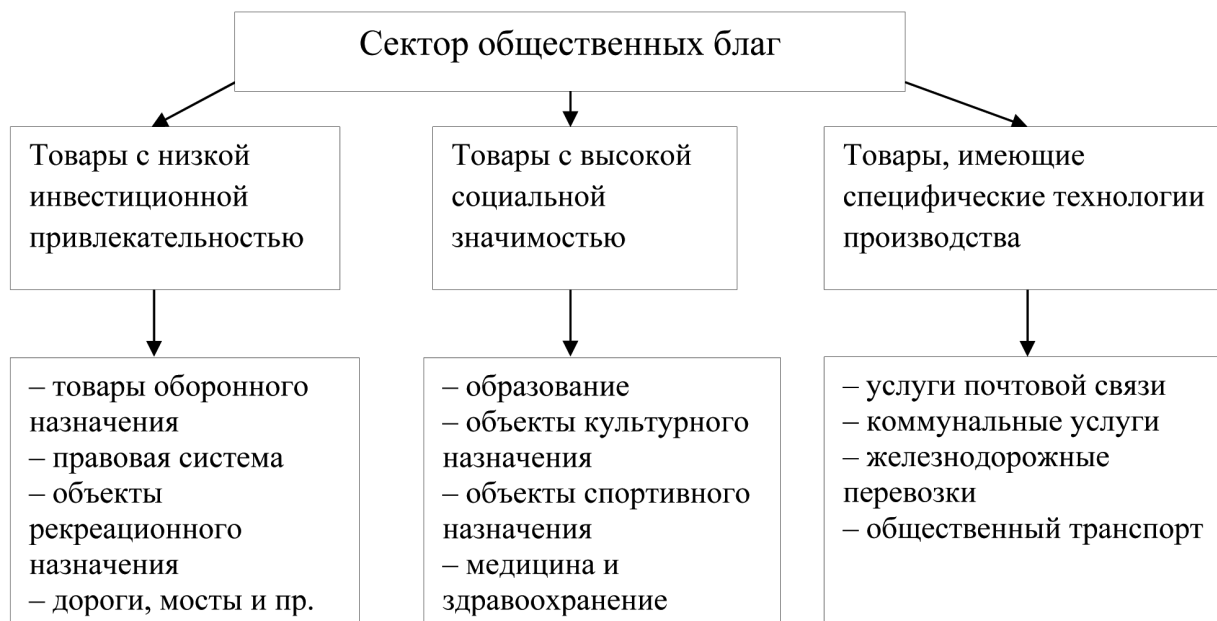 Сектор общественных благ
Товары с низкой
инвестиционной
привлекательностью
Товары с высокой
социальной
значимостью
Товары, имеющие
специфические технологии
производства
– товары оборонного
назначения
– правовая система
– объекты
рекреационного
назначения
– дороги, мосты и пр.
– образование
– объекты культурного
назначения
– объекты спортивного
назначения
– медицина и
здравоохранение
– услуги почтовой связи
– коммунальные услуги
– железнодорожные
перевозки
– общественный транспорт